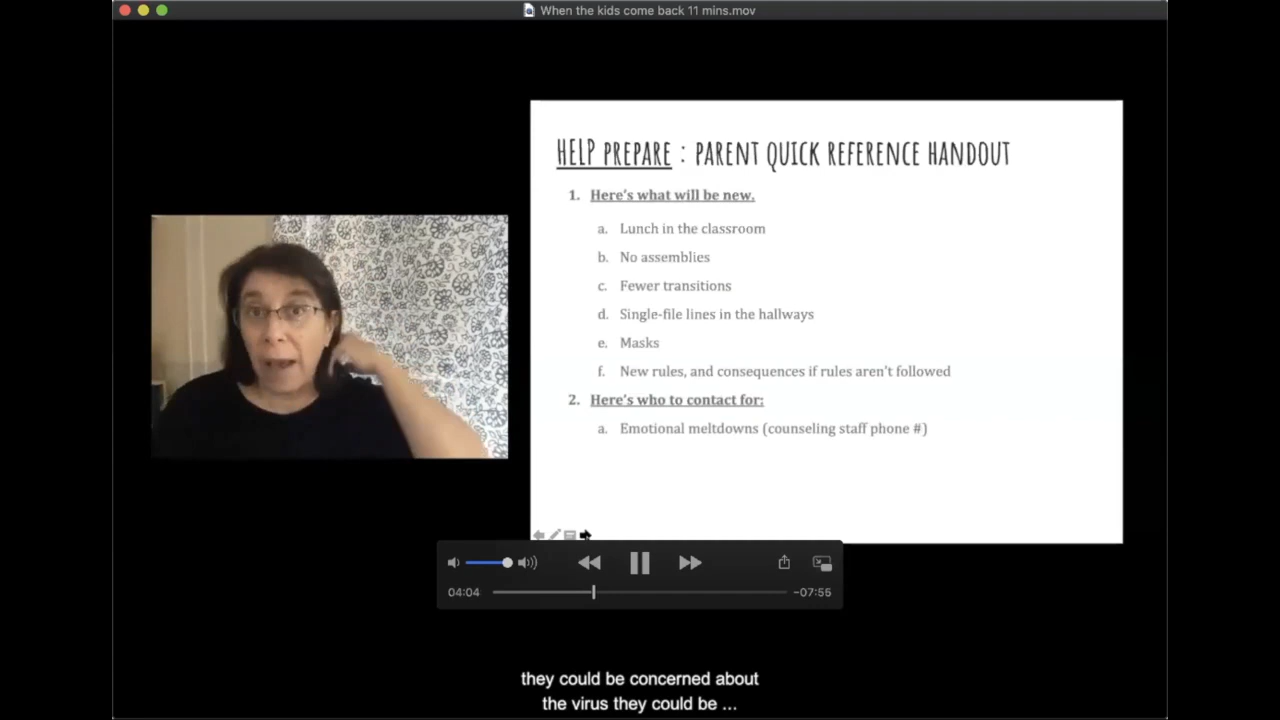 When the kids come back 11 mins.mov
HELP PREPARE : PARENT QUICK REFERENCE HANDOUT
1. Here's what will be new.
a. Lunch in the classroom
b. No assemblies
c. Fewer transitions
d. Single-file lines in the hallways
e. Masks
f. New rules, and consequences if rules aren't followed
2. Here's who to contact for:
a. Emotional meltdowns (counseling staff phone #)
04:04
-07:55
they could be concerned about
the virus they could be ...